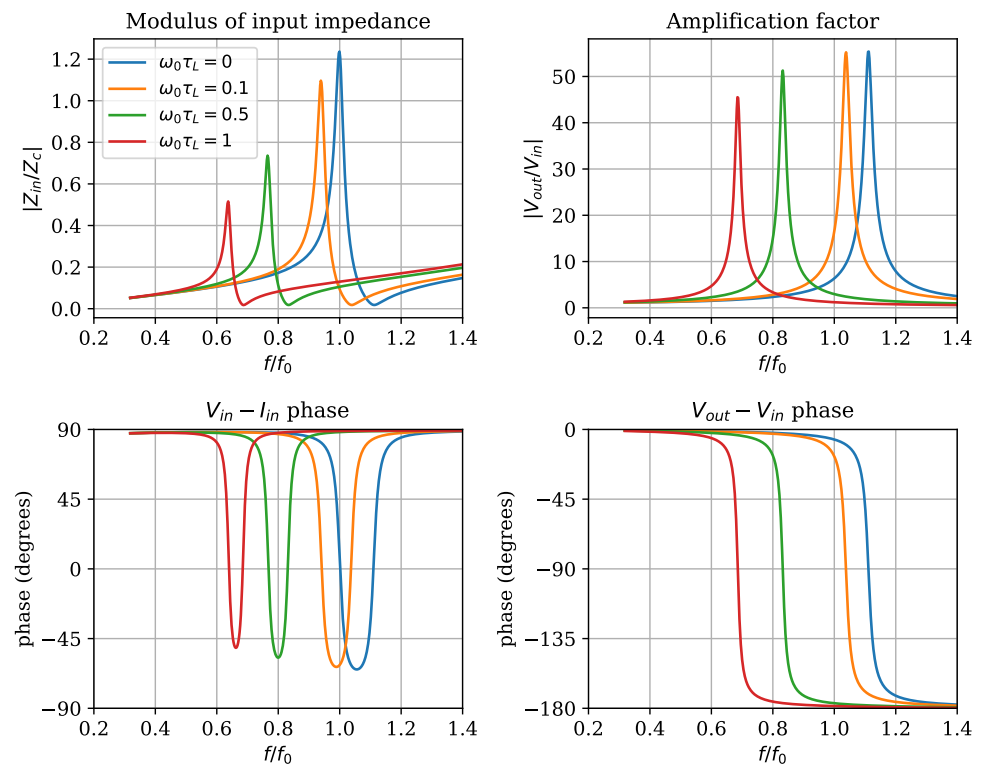 Modulus of input impedance
|Z_in/Z_c|
1.2
1.0
0.8
0.6
0.4
0.2
0.0
ω₀τ_L = 0
ω₀τ_L = 0.1
ω₀τ_L = 0.5
ω₀τ_L = 1
0.2 0.4 0.6 0.8 1.0 1.2 1.4
f/f₀
Amplification factor
|V_out/V_in|
50
40
30
20
10
0
0.2 0.4 0.6 0.8 1.0 1.2 1.4
f/f₀
V_in − I_in phase
phase (degrees)
90
45
0
−45
−90
0.2 0.4 0.6 0.8 1.0 1.2 1.4
f/f₀
V_out − V_in phase
phase (degrees)
0
−45
−90
−135
−180
0.2 0.4 0.6 0.8 1.0 1.2 1.4
f/f₀